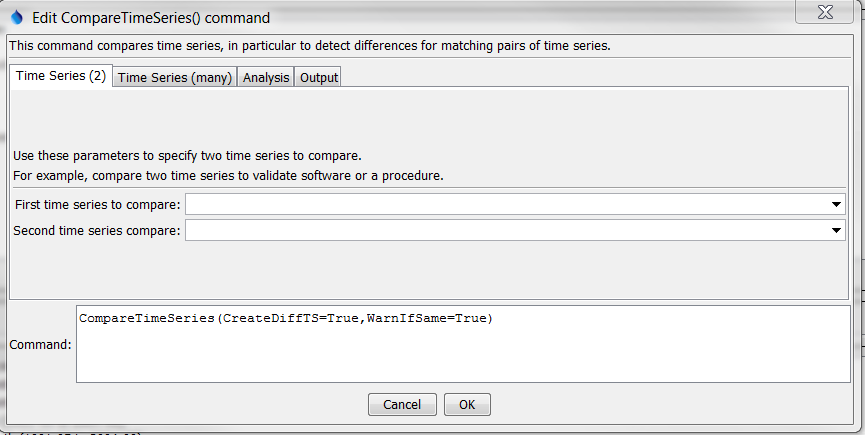 Edit CompareTimeSeries() command
This command compares time series, in particular to detect differences for matching pairs of time series.
Time Series (2) Time Series (many) Analysis Output
Use these parameters to specify two time series to compare.
For example, compare two time series to validate software or a procedure.
First time series to compare:
Second time series compare:
CompareTimeSeries(CreateDiffTS=True,WarnIfSame=True)
Command:
Cancel OK